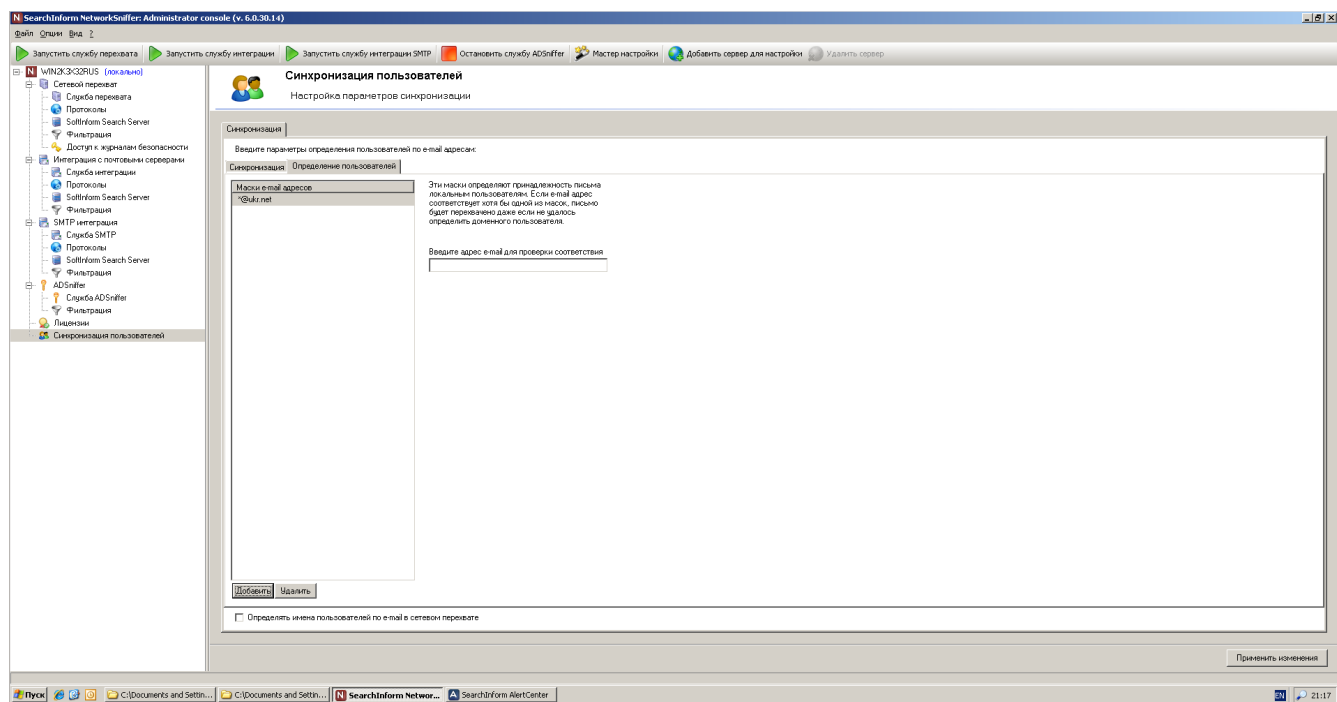 SearchInform NetworkSniffer: Administrator console (v. 6.0.30.14)
Файл Опции Вид ?
Запустить службу перехвата Запустить службу интеграции Запустить службу интеграции SMTP Остановить службу ADSniffer Мастер настройки Добавить сервер для настройки Удалить сервер
WIN2K3X32RUS (локально)
Сетевой перехват
Служба перехвата
Протоколы
SoftInform Search Server
Фильтрация
Доступ к журналам безопасности
Интеграция с почтовыми серверами
Служба интеграции
Протоколы
SoftInform Search Server
Фильтрация
SMTP интеграция
Служба SMTP
Протоколы
SoftInform Search Server
Фильтрация
ADSniffer
Служба ADSniffer
Фильтрация
Лицензии
Синхронизация пользователей
Синхронизация пользователей
Настройка параметров синхронизации
Синхронизация
Введите параметры определения пользователей по e-mail адресам:
Синхронизация Определение пользователей
Маски e-mail адресов
*@ukr.net
Эти маски определяют принадлежность письма
локальным пользователям. Если e-mail адрес
соответствует хотя бы одной из масок, письмо
будет перехвачено даже если не удалось
определить доменного пользователя.
Введите адрес e-mail для проверки соответствия
Добавить Удалить
Определять имена пользователей по e-mail в сетевом перехвате
Применить изменения
Пуск C:\Documents and Settin... C:\Documents and Settin... SearchInform Networ... SearchInform AlertCenter EN 21:17